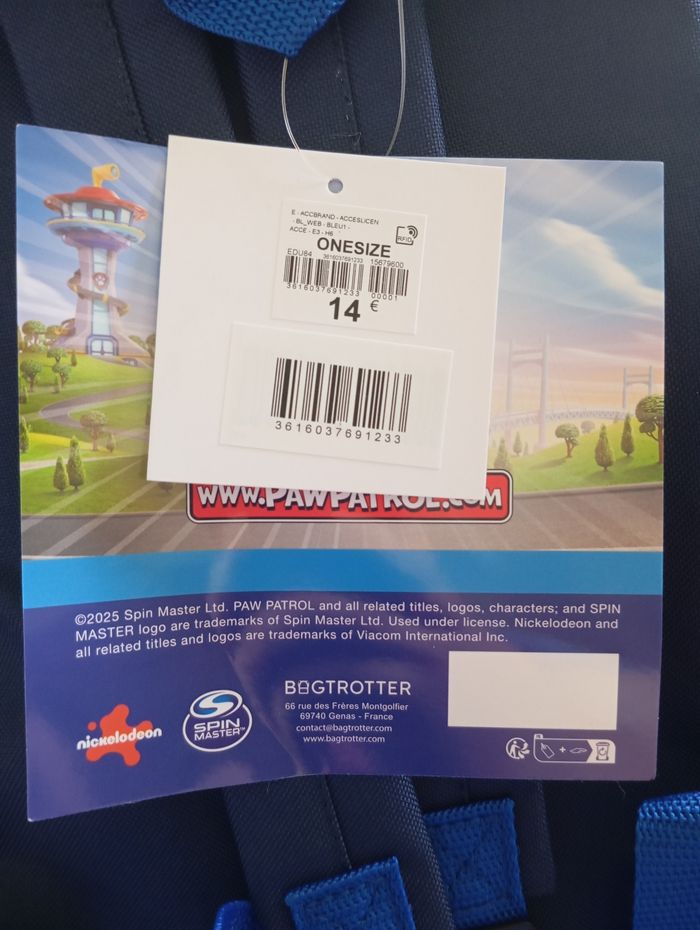 E - ACCBRAND - ACCESLICEN
- BL_WEB - BLEU1 -
ACCE - E3 - H6
RFID
ONESIZE
EDU84 3616037691233 15679600
3616037691233 00001
14 €
3616037691233
WWW.PAWPATROL.COM
©2025 Spin Master Ltd. PAW PATROL and all related titles, logos, characters; and SPIN
MASTER logo are trademarks of Spin Master Ltd. Used under license. Nickelodeon and
all related titles and logos are trademarks of Viacom International Inc.
nickelodeon
SPIN
MASTER™
BAGTROTTER
66 rue des Frères Montgolfier
69740 Genas - France
contact@bagtrotter.com
www.bagtrotter.com